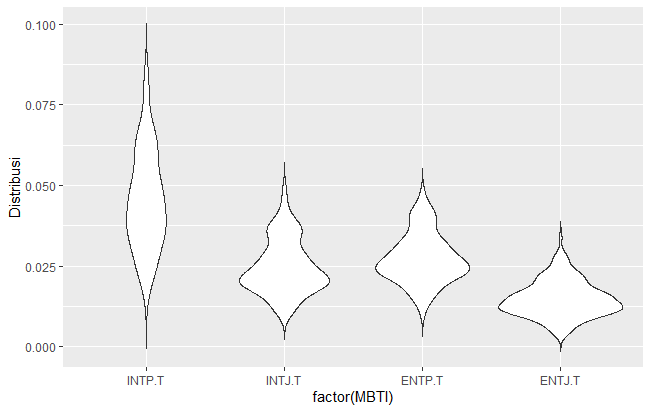 Distribusi
0.100
0.075
0.050
0.025
0.000
INTP.T INTJ.T ENTP.T ENTJ.T
factor(MBTI)